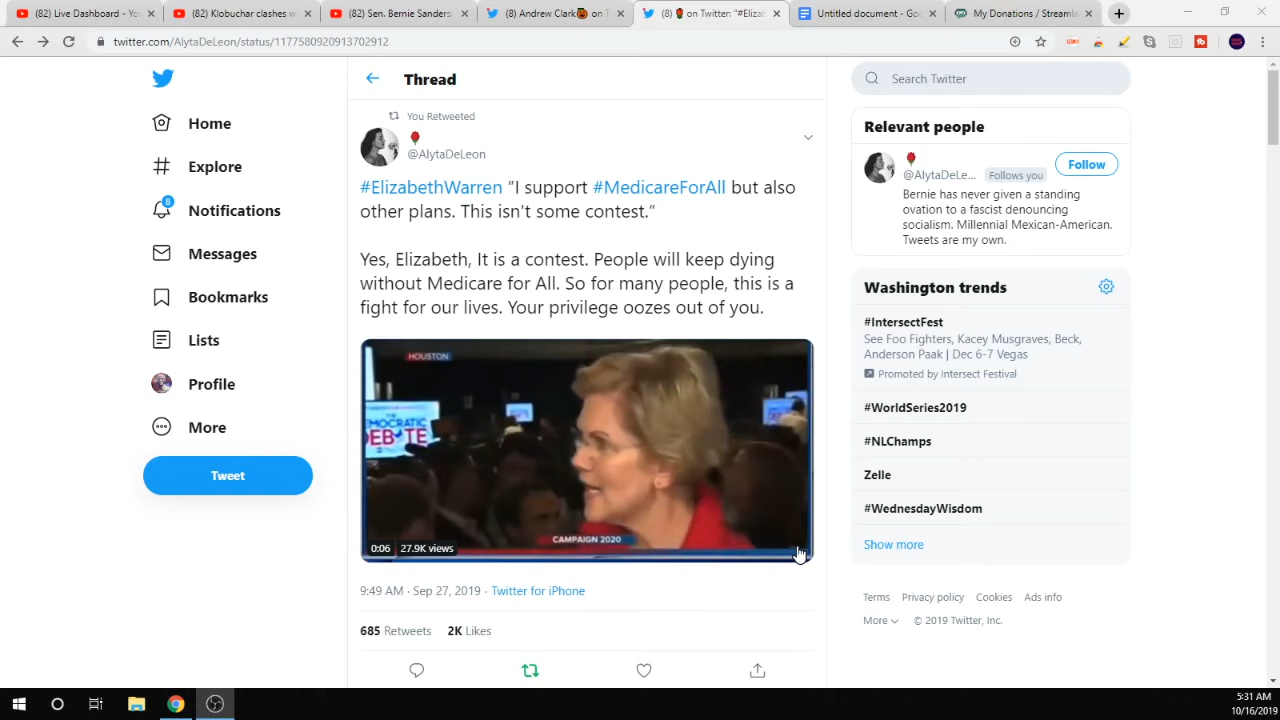 (82) Live Dashboard - Yo
(82) Klobuchar clashes w
(82) Sen. Bernie Sanders
(8) Andrew Clark🎃 on T
(8) 🌹 on Twitter: "#Eliza
Untitled document - Go
My Donations / Streamle
twitter.com/AlytaDeLeon/status/1177580920913702912
Home
Explore
8
Notifications
Messages
Bookmarks
Lists
Profile
More
Tweet
Thread
You Retweeted
🌹
@AlytaDeLeon
#ElizabethWarren ”I support #MedicareForAll but also
other plans. This isn't some contest.”
Yes, Elizabeth, It is a contest. People will keep dying
without Medicare for All. So for many people, this is a
fight for our lives. Your privilege oozes out of you.
HOUSTON
DEMOCRATIC
DEBATE
CAMPAIGN 2020
0:06 27.9K views
9:49 AM · Sep 27, 2019 · Twitter for iPhone
685 Retweets 2K Likes
Search Twitter
Relevant people
🌹
@AlytaDeLe... Follows you
Follow
Bernie has never given a standing
ovation to a fascist denouncing
socialism. Millennial Mexican-American.
Tweets are my own.
Washington trends
#IntersectFest
See Foo Fighters, Kacey Musgraves, Beck,
Anderson Paak | Dec 6-7 Vegas
Promoted by Intersect Festival
#WorldSeries2019
#NLChamps
Zelle
#WednesdayWisdom
Show more
Terms Privacy policy Cookies Ads info
More © 2019 Twitter, Inc.
5:31 AM
10/16/2019